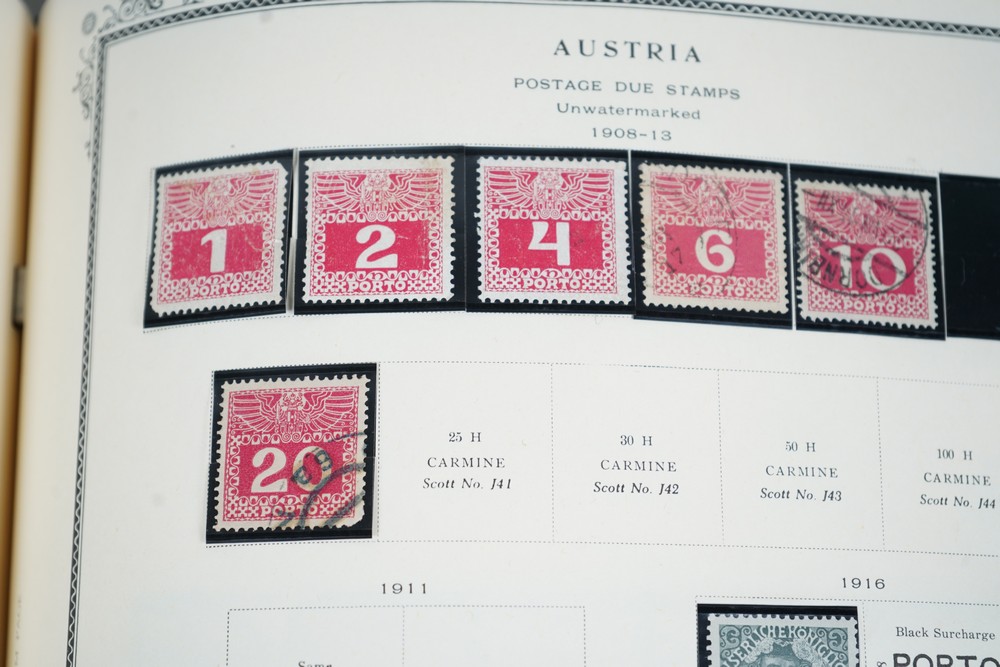 AUSTRIA
POSTAGE DUE STAMPS
Unwatermarked
1908-13
1
2
PORTO
4
PORTO
6
PORTO
10
PORTO
20
PORTO
25 H
CARMINE
Scott No. J41
30 H
CARMINE
Scott No. J42
50 H
CARMINE
Scott No. J43
100 H
CARMINE
Scott No. J44
1911
1916
Same
Black Surcharge
PORTO